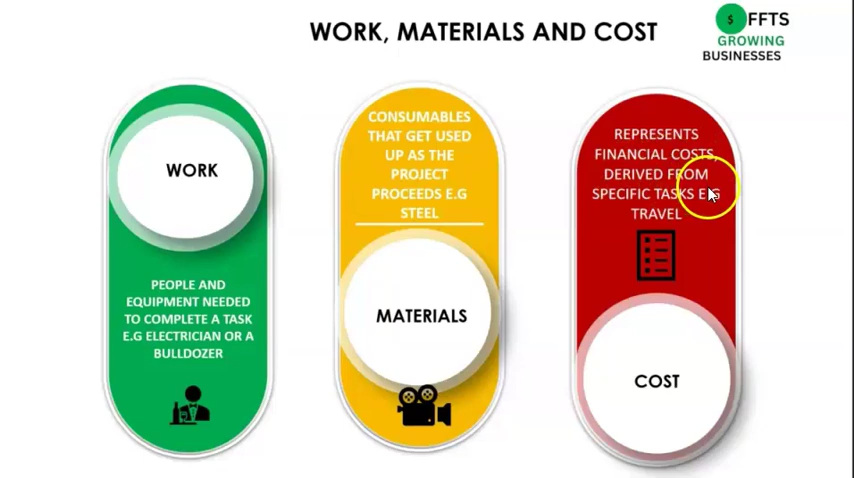 WORK, MATERIALS AND COST
$ FFTS
GROWING
BUSINESSES
WORK
PEOPLE AND
EQUIPMENT NEEDED
TO COMPLETE A TASK
E.G ELECTRICIAN OR A
BULLDOZER
CONSUMABLES
THAT GET USED
UP AS THE
PROJECT
PROCEEDS E.G
STEEL
MATERIALS
REPRESENTS
FINANCIAL COSTS,
DERIVED FROM
SPECIFIC TASKS E.G
TRAVEL
COST